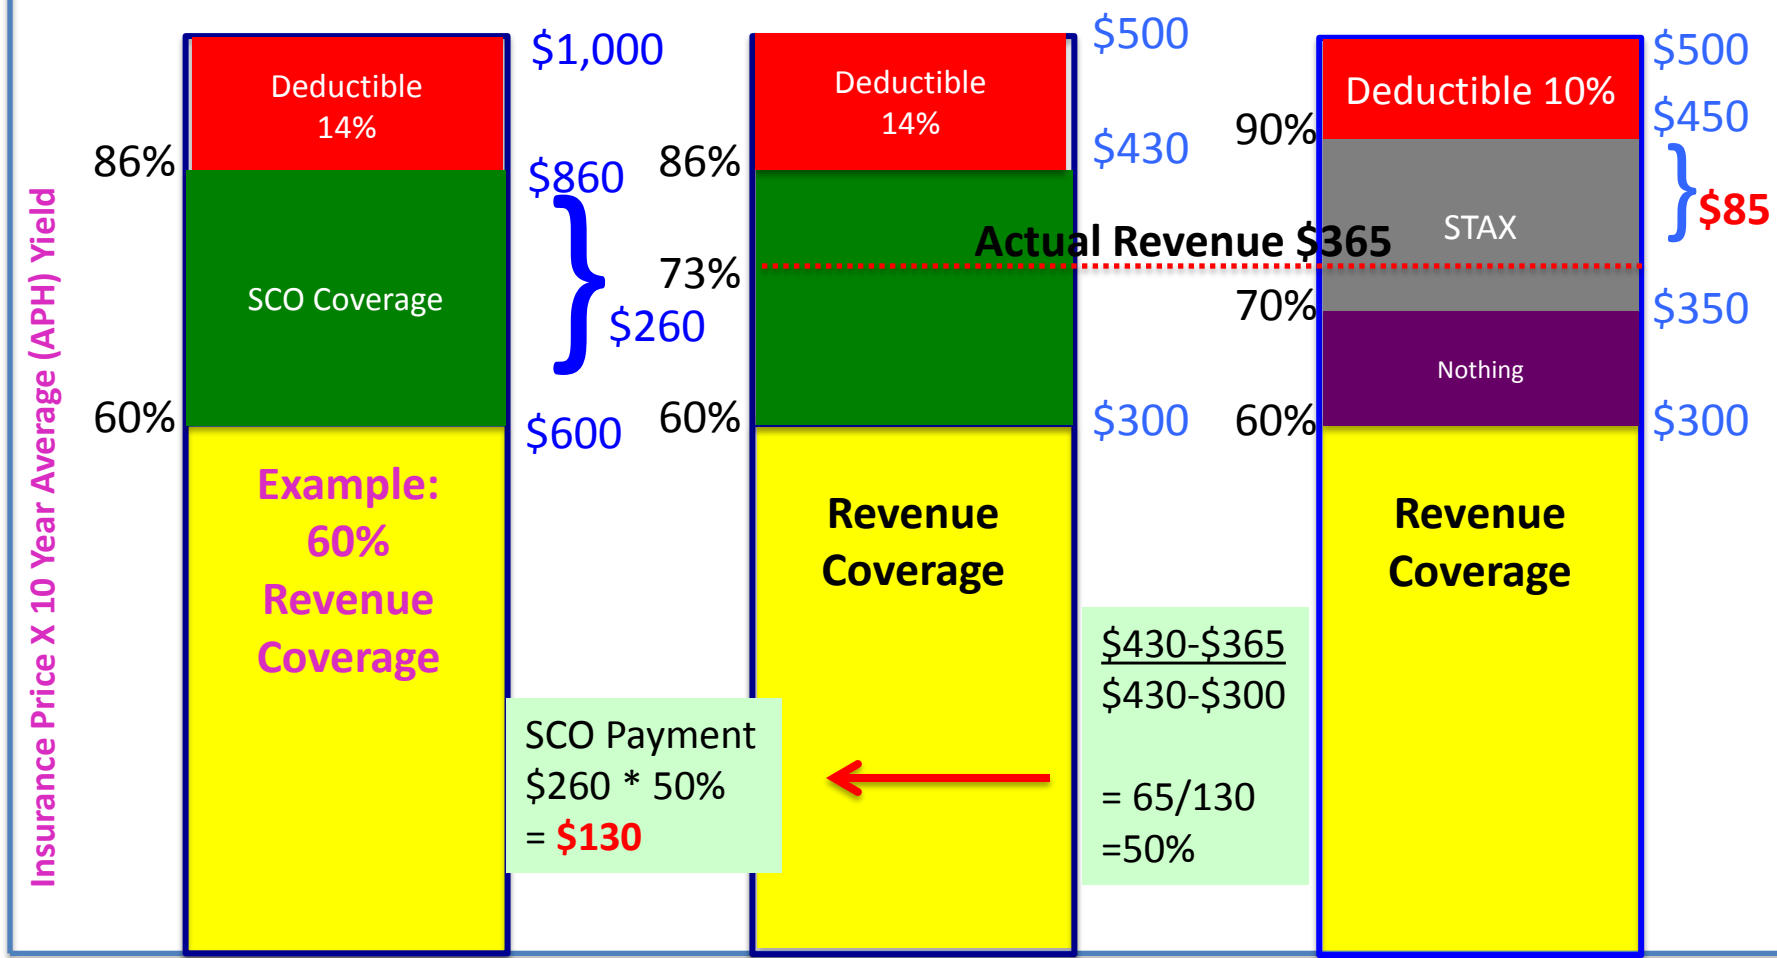 Insurance Price X 10 Year Average (APH) Yield
86%
60%
Deductible
14%
SCO Coverage
Example:
60%
Revenue
Coverage
$1,000
$860
$260
$600
86%
73%
60%
Deductible
14%
Actual Revenue $365
Revenue
Coverage
$500
$430
$300
SCO Payment
$260 * 50%
= $130
$430-$365
$430-$300
= 65/130
=50%
90%
70%
60%
Deductible 10%
STAX
Nothing
Revenue
Coverage
$500
$450
$85
$350
$300